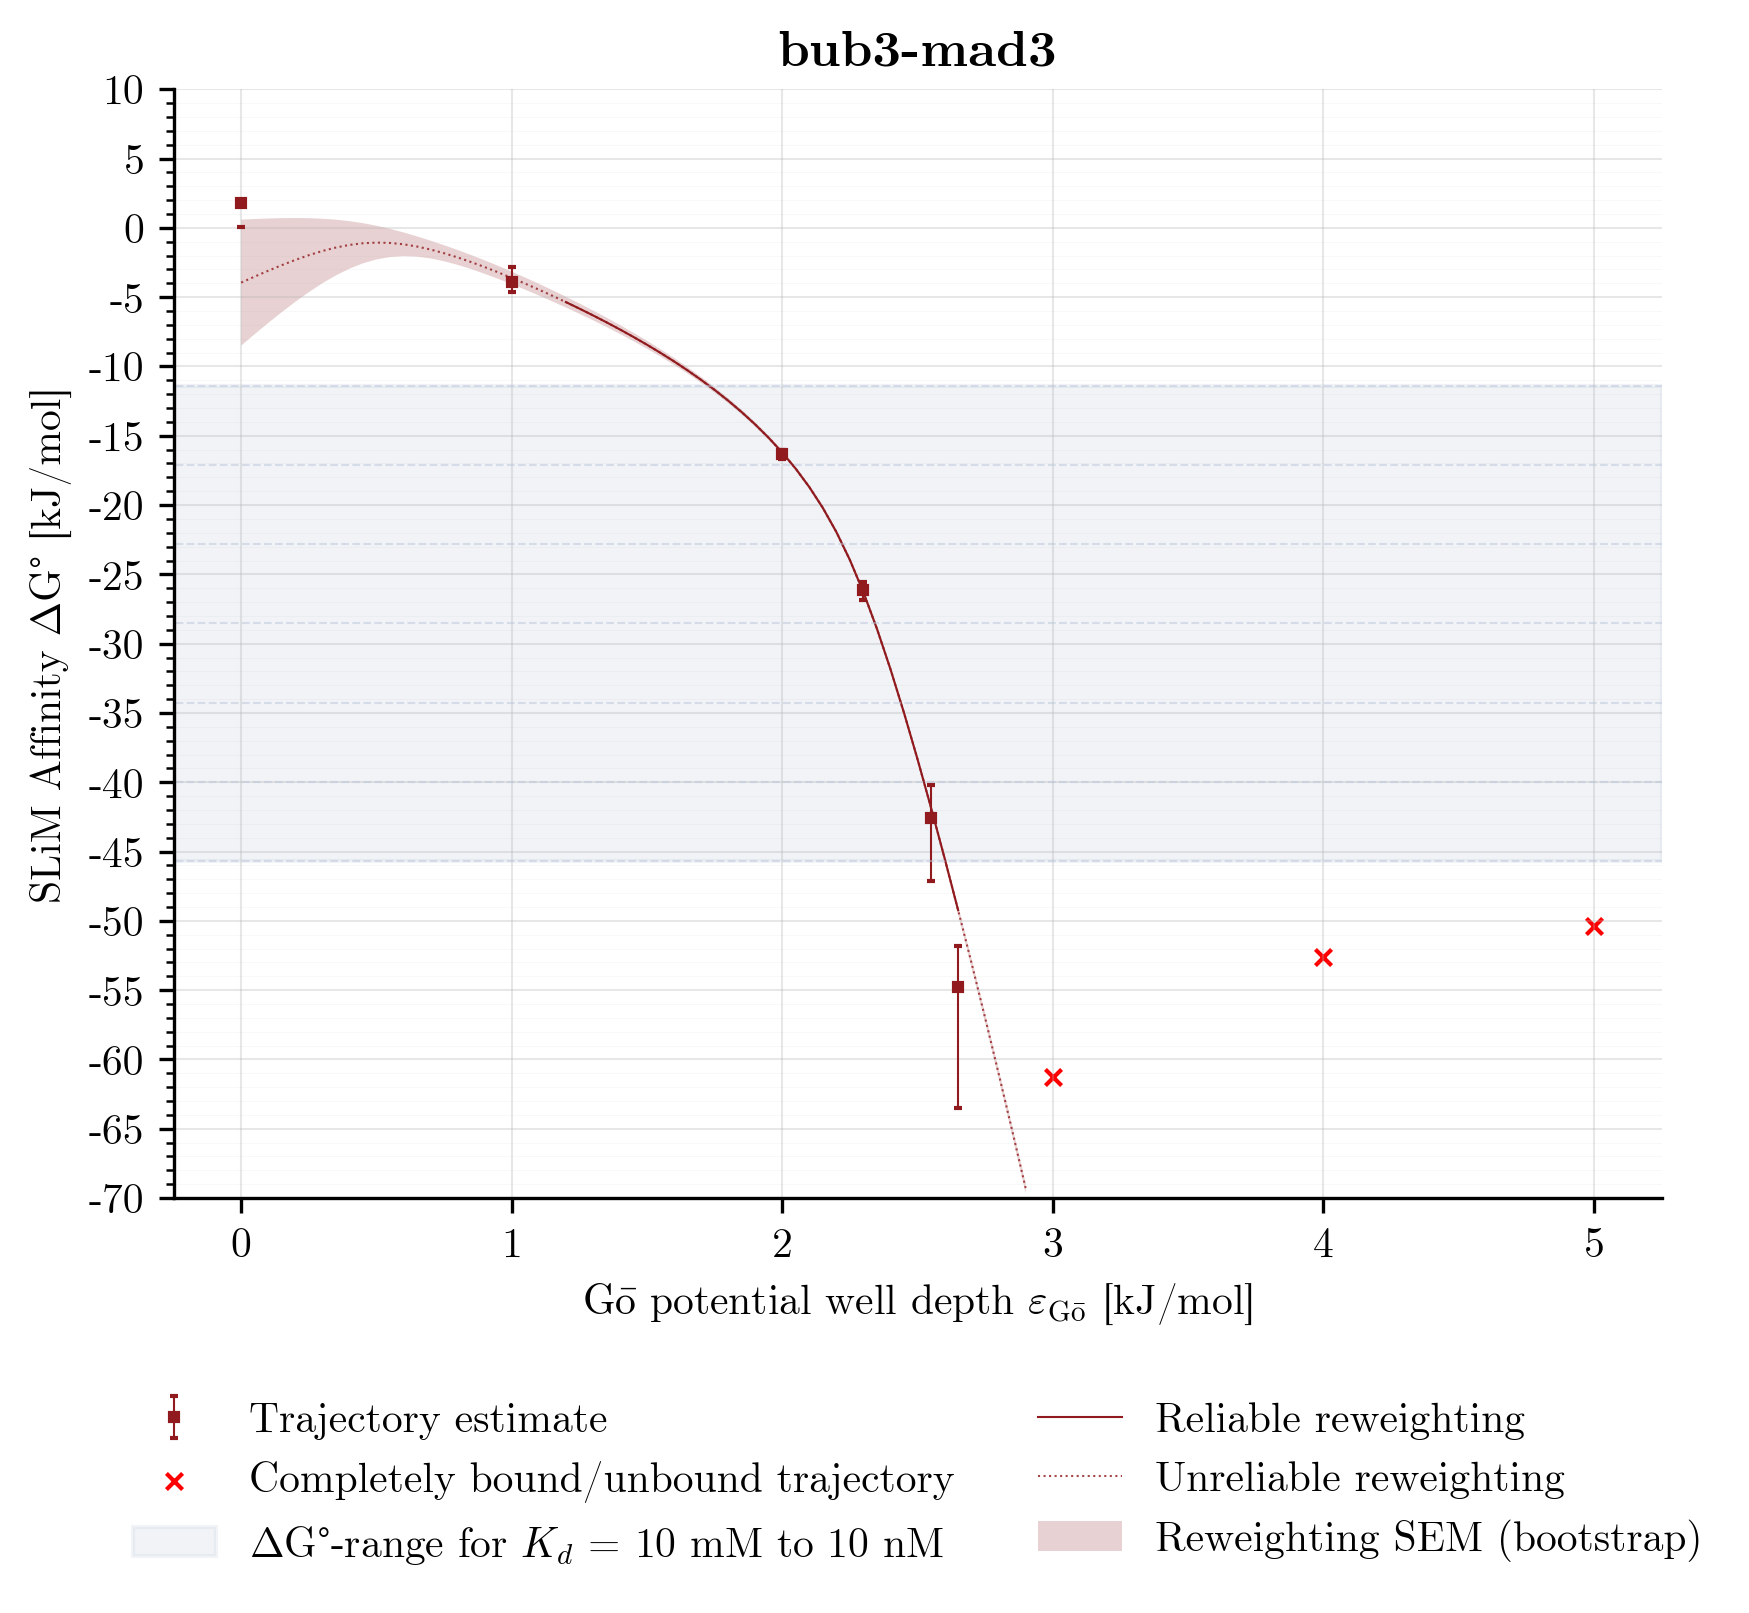 bub3-mad3
10
5
0
-5
-10
-15
-20
-25
-30
-35
-40
-45
-50
-55
-60
-65
-70
SLiM Affinity ΔG° [kJ/mol]
0 1 2 3 4 5
Gō potential well depth εGō [kJ/mol]
Trajectory estimate
Completely bound/unbound trajectory
ΔG°-range for Kd = 10 mM to 10 nM
Reliable reweighting
Unreliable reweighting
Reweighting SEM (bootstrap)